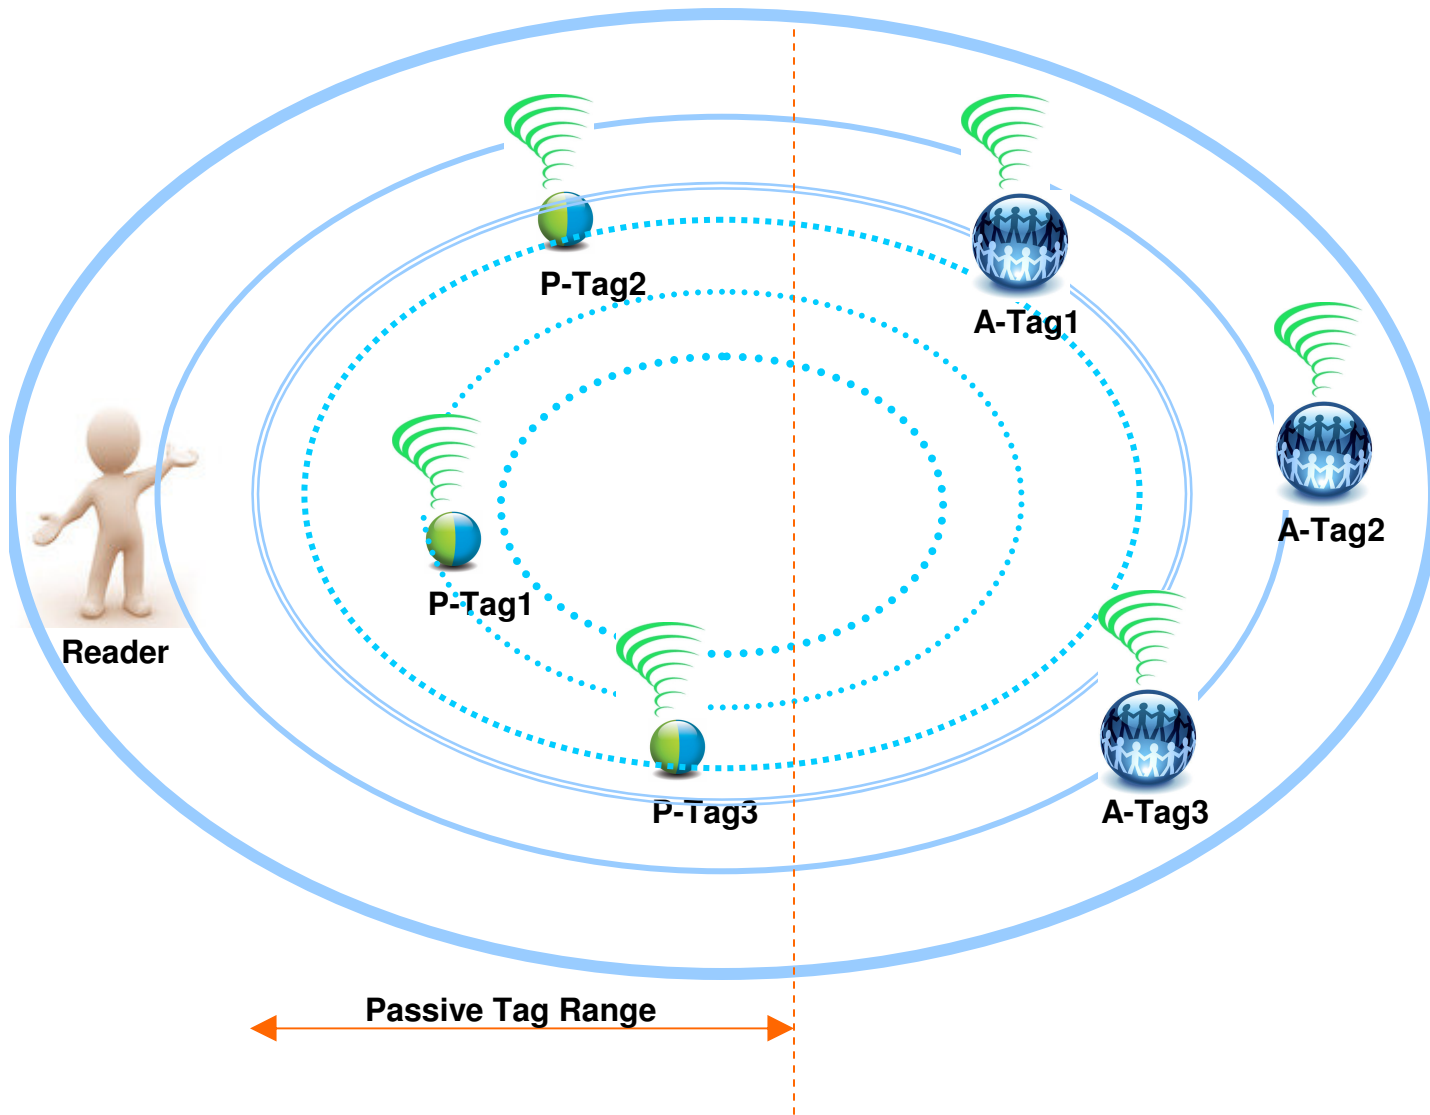 P-Tag2
A-Tag1
A-Tag2
P-Tag1
Reader
P-Tag3
A-Tag3
Passive Tag Range